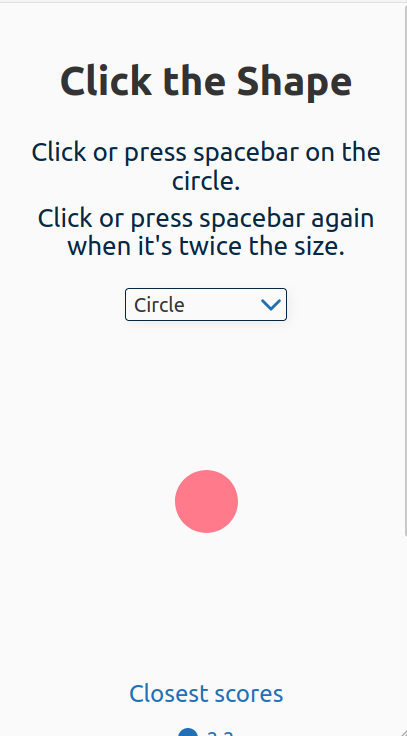 Click the Shape
Click or press spacebar on the
circle.
Click or press spacebar again
when it's twice the size.
Circle
Closest scores